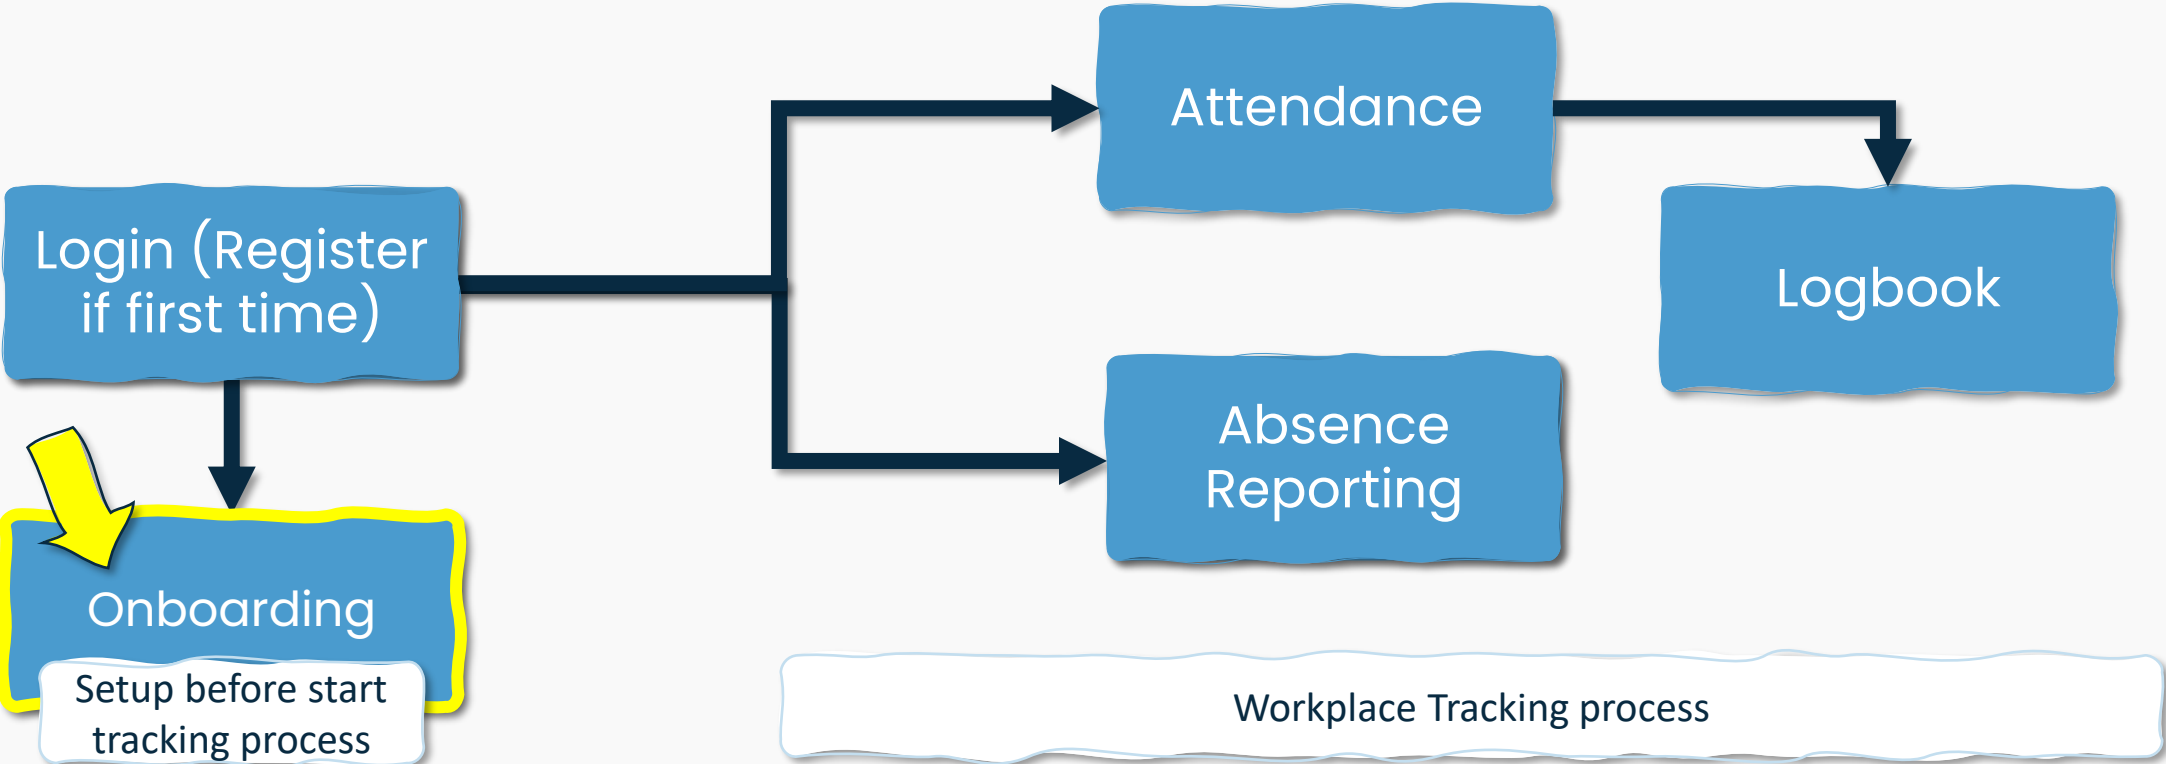 Attendance
Login (Register
if first time)
Logbook
Absence
Reporting
Onboarding
Setup before start
tracking process
Workplace Tracking process